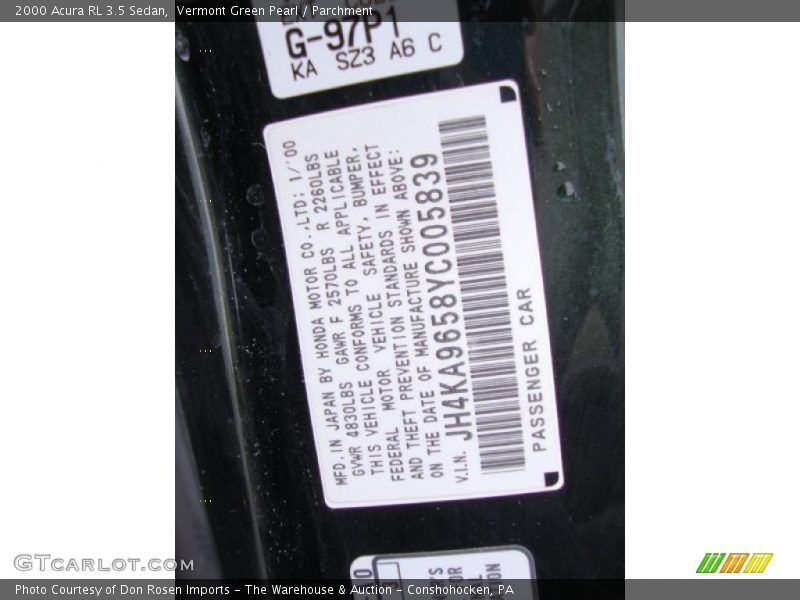 2000 Acura RL 3.5 Sedan, Vermont Green Pearl / Parchment
G-97P1
KA SZ3 A6 C
MFD. IN JAPAN BY HONDA MOTOR CO.,LTD; 1/'00
GVWR 4830LBS GAWR F 2570LBS R 2260LBS
THIS VEHICLE CONFORMS TO ALL APPLICABLE
FEDERAL MOTOR VEHICLE SAFETY, BUMPER,
AND THEFT PREVENTION STANDARDS IN EFFECT
ON THE DATE OF MANUFACTURE SHOWN ABOVE:
V.I.N. JH4KA9658YC005839
PASSENGER CAR
GTCARLOT.COM
Photo Courtesy of Don Rosen Imports - The Warehouse & Auction - Conshohocken, PA